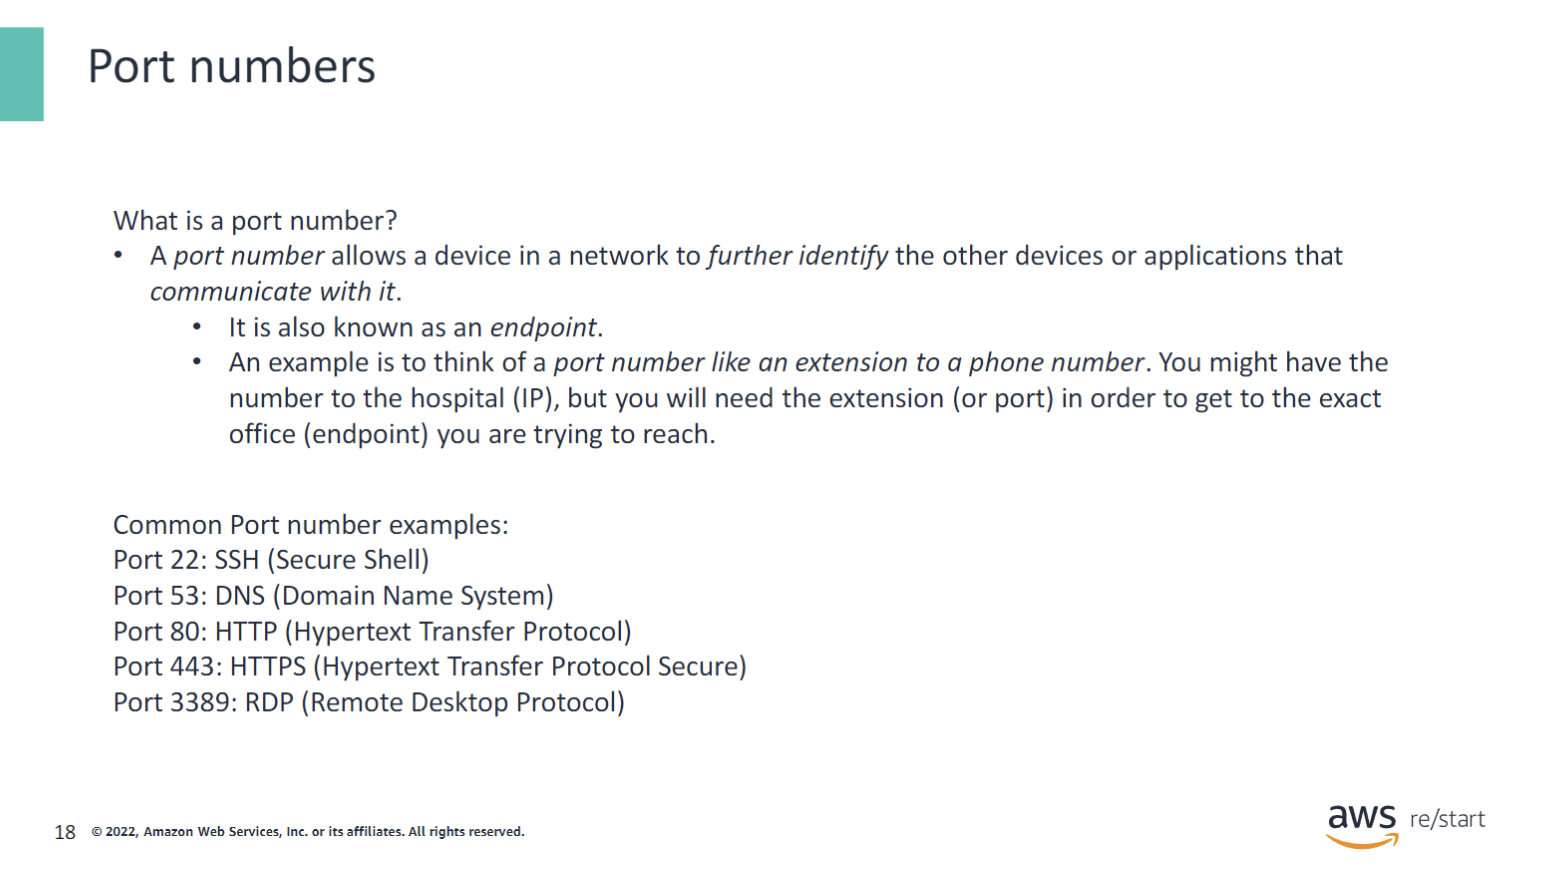 Port numbers
What is a port number?
• A port number allows a device in a network to further identify the other devices or applications that
communicate with it.
• It is also known as an endpoint.
• An example is to think of a port number like an extension to a phone number. You might have the
number to the hospital (IP), but you will need the extension (or port) in order to get to the exact
office (endpoint) you are trying to reach.
Common Port number examples:
Port 22: SSH (Secure Shell)
Port 53: DNS (Domain Name System)
Port 80: HTTP (Hypertext Transfer Protocol)
Port 443: HTTPS (Hypertext Transfer Protocol Secure)
Port 3389: RDP (Remote Desktop Protocol)
18 © 2022, Amazon Web Services, Inc. or its affiliates. All rights reserved.
aws re/start